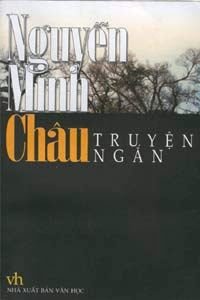 Nguyễn
Minh
Châu
TRUYỆN
NGẮN
vh
NHÀ XUẤT BẢN VĂN HỌC